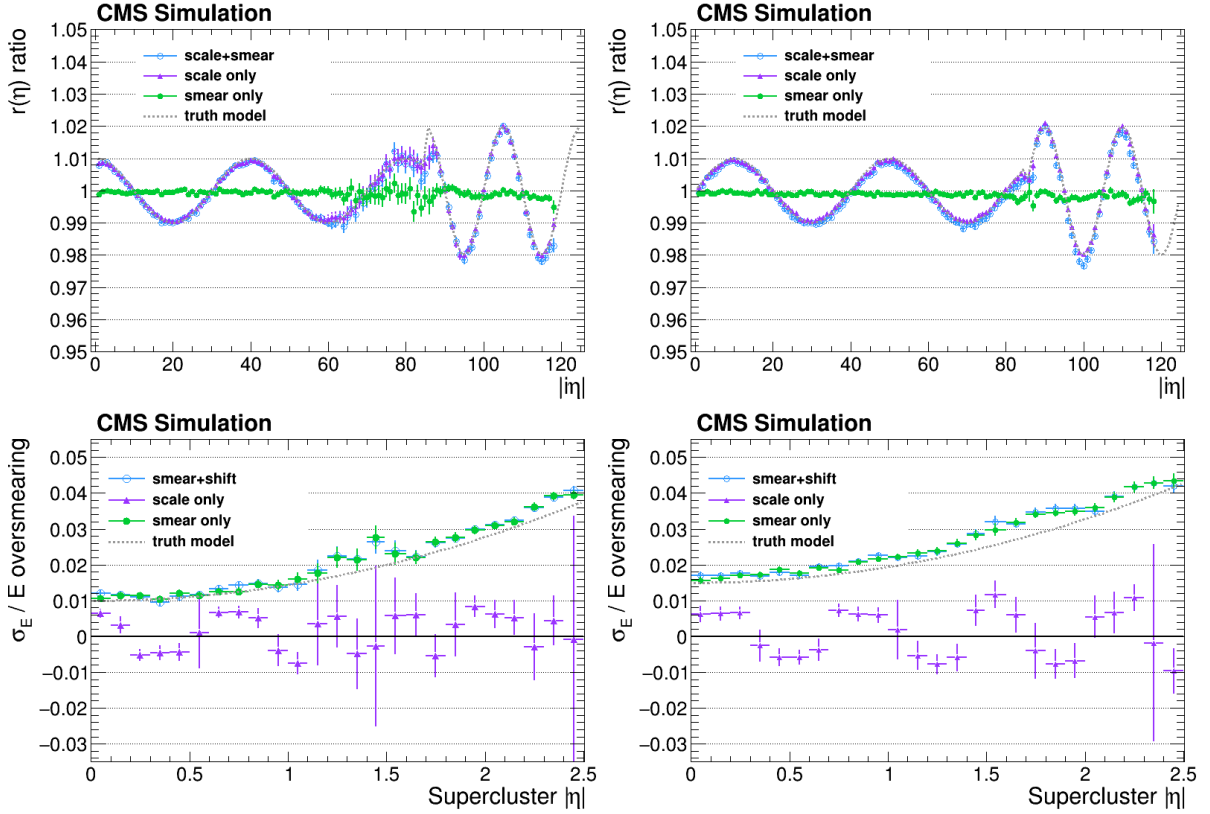 CMS Simulation
r(η) ratio
1.05
1.04
1.03
1.02
1.01
1
0.99
0.98
0.97
0.96
0.95
scale+smear
scale only
smear only
truth model
0 20 40 60 80 100 120
|iη|
CMS Simulation
r(η) ratio
1.05
1.04
1.03
1.02
1.01
1
0.99
0.98
0.97
0.96
0.95
scale+smear
scale only
smear only
truth model
0 20 40 60 80 100 120
|iη|
CMS Simulation
σE / E oversmearing
0.05
0.04
0.03
0.02
0.01
0
−0.01
−0.02
−0.03
smear+shift
scale only
smear only
truth model
0 0.5 1 1.5 2 2.5
Supercluster |η|
CMS Simulation
σE / E oversmearing
0.05
0.04
0.03
0.02
0.01
0
−0.01
−0.02
−0.03
smear+shift
scale only
smear only
truth model
0 0.5 1 1.5 2 2.5
Supercluster |η|